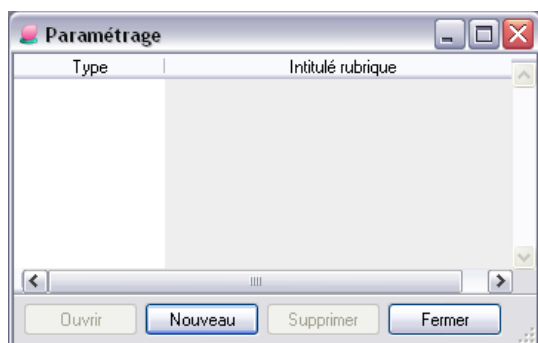 Paramétrage
Type Intitulé rubrique
Ouvrir Nouveau Supprimer Fermer